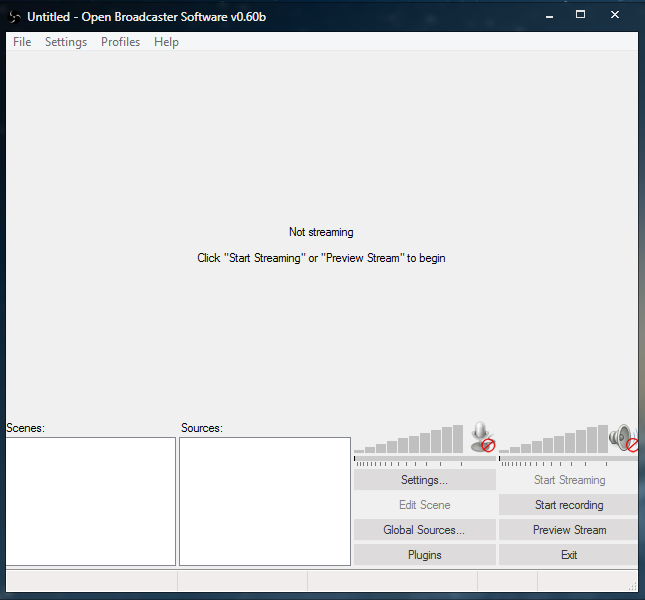 Untitled - Open Broadcaster Software v0.60b
File Settings Profiles Help
Not streaming
Click "Start Streaming" or "Preview Stream" to begin
Scenes:
Sources:
Settings...
Start Streaming
Edit Scene
Start recording
Global Sources...
Preview Stream
Plugins
Exit